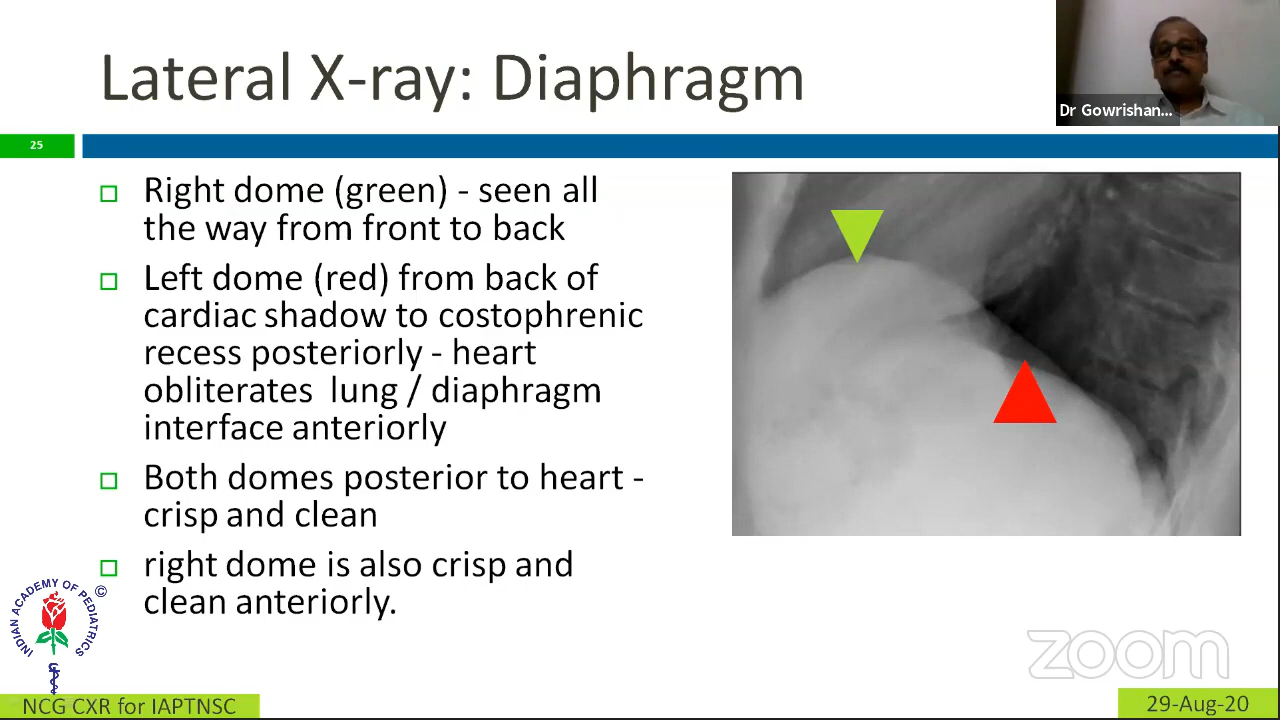 Lateral X-ray: Diaphragm
Dr Gowrishan...
25
Right dome (green) - seen all
the way from front to back
Left dome (red) from back of
cardiac shadow to costophrenic
recess posteriorly - heart
obliterates lung / diaphragm
interface anteriorly
Both domes posterior to heart -
crisp and clean
right dome is also crisp and
clean anteriorly.
INDIAN ACADEMY OF PEDIATRICS
©
zoom
NCG CXR for IAPTNSC
29-Aug-20